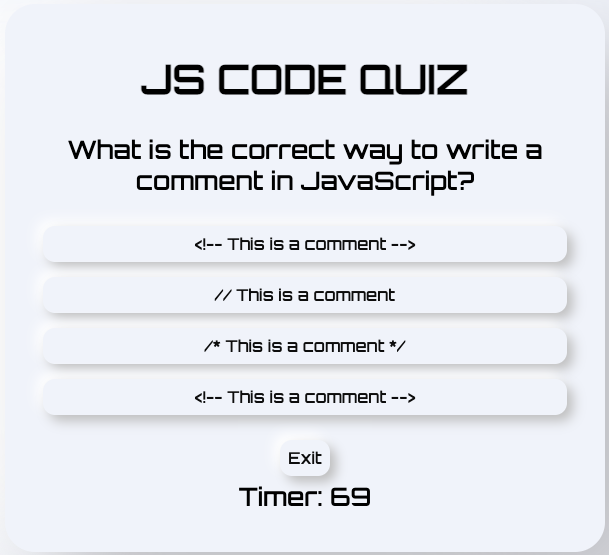 JS CODE QUIZ
What is the correct way to write a
comment in JavaScript?
<!-- This is a comment -->
// This is a comment
/* This is a comment */
<!-- This is a comment -->
Exit
Timer: 69